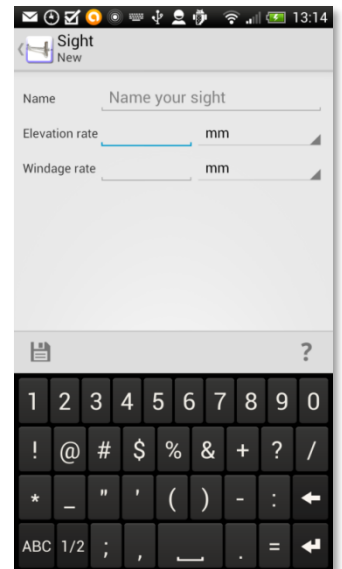 13:14
Sight
New
Name Name your sight
Elevation rate mm
Windage rate mm
?
1 2 3 4 5 6 7 8 9 0
! @ # $ % & + ? /
* _ " ' ( ) - :
ABC 1/2 ; , . =